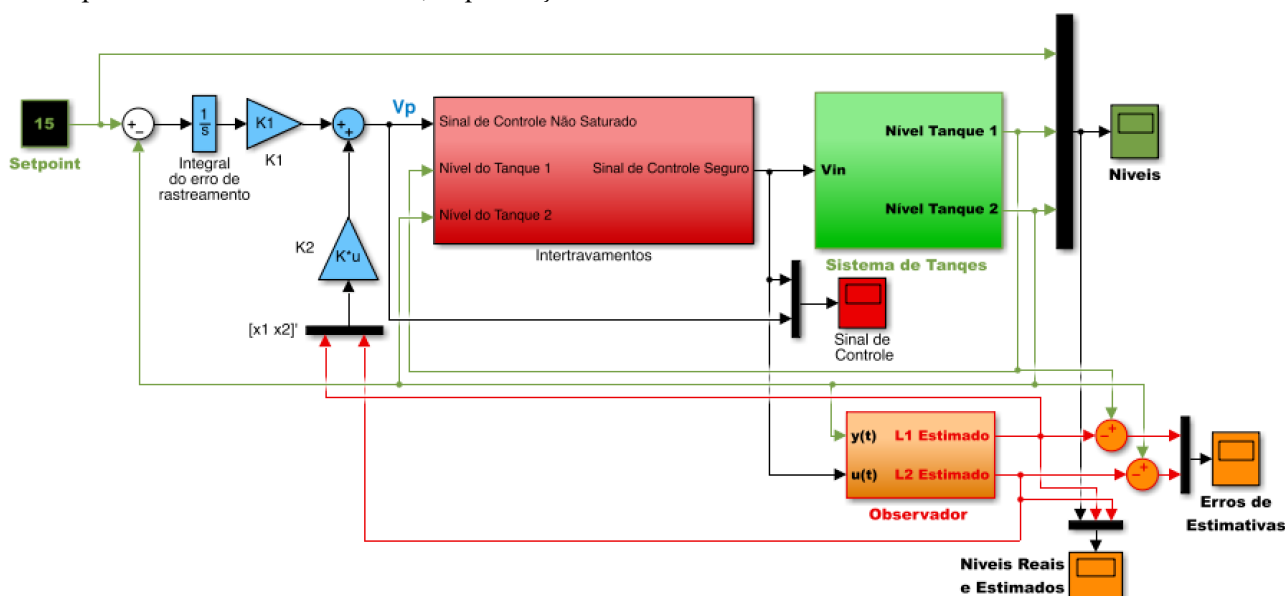 15
Setpoint
+
−
1
s
Integral
do erro de
rastreamento
K1
K1
+
+
Vp
K2
K*u
[x1 x2]'
Sinal de Controle Não Saturado
Nível do Tanque 1
Sinal de Controle Seguro
Nível do Tanque 2
Intertravamentos
Nível Tanque 1
Vin
Nível Tanque 2
Sistema de Tanqes
Niveis
Sinal de
Controle
y(t) L1 Estimado
u(t) L2 Estimado
Observador
− +
− +
Erros de
Estimativas
Niveis Reais
e Estimados